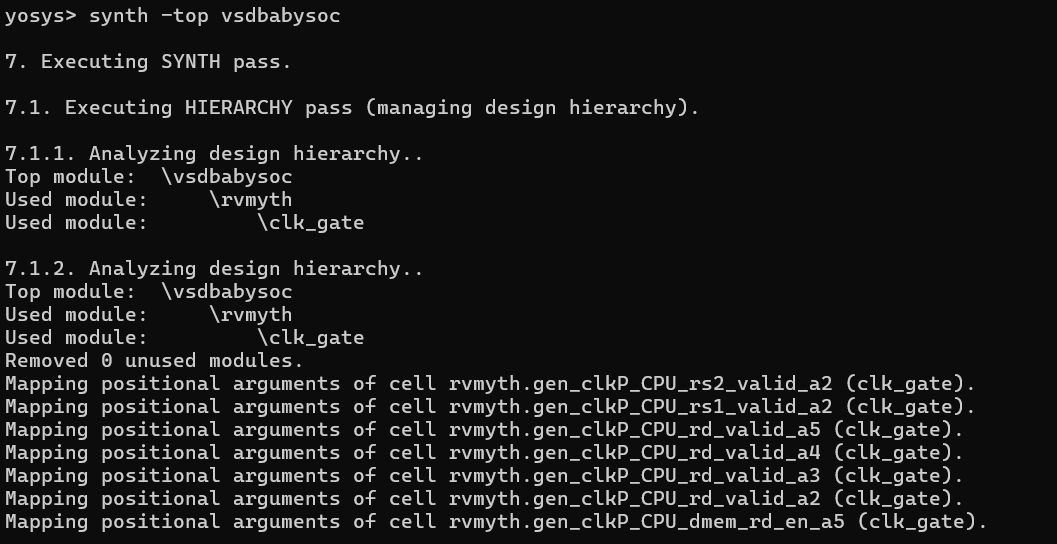 yosys> synth -top vsdbabysoc
7. Executing SYNTH pass.
7.1. Executing HIERARCHY pass (managing design hierarchy).
7.1.1. Analyzing design hierarchy..
Top module:  \vsdbabysoc
Used module:     \rvmyth
Used module:         \clk_gate
7.1.2. Analyzing design hierarchy..
Top module:  \vsdbabysoc
Used module:     \rvmyth
Used module:         \clk_gate
Removed 0 unused modules.
Mapping positional arguments of cell rvmyth.gen_clkP_CPU_rs2_valid_a2 (clk_gate).
Mapping positional arguments of cell rvmyth.gen_clkP_CPU_rs1_valid_a2 (clk_gate).
Mapping positional arguments of cell rvmyth.gen_clkP_CPU_rd_valid_a5 (clk_gate).
Mapping positional arguments of cell rvmyth.gen_clkP_CPU_rd_valid_a4 (clk_gate).
Mapping positional arguments of cell rvmyth.gen_clkP_CPU_rd_valid_a3 (clk_gate).
Mapping positional arguments of cell rvmyth.gen_clkP_CPU_rd_valid_a2 (clk_gate).
Mapping positional arguments of cell rvmyth.gen_clkP_CPU_dmem_rd_en_a5 (clk_gate).